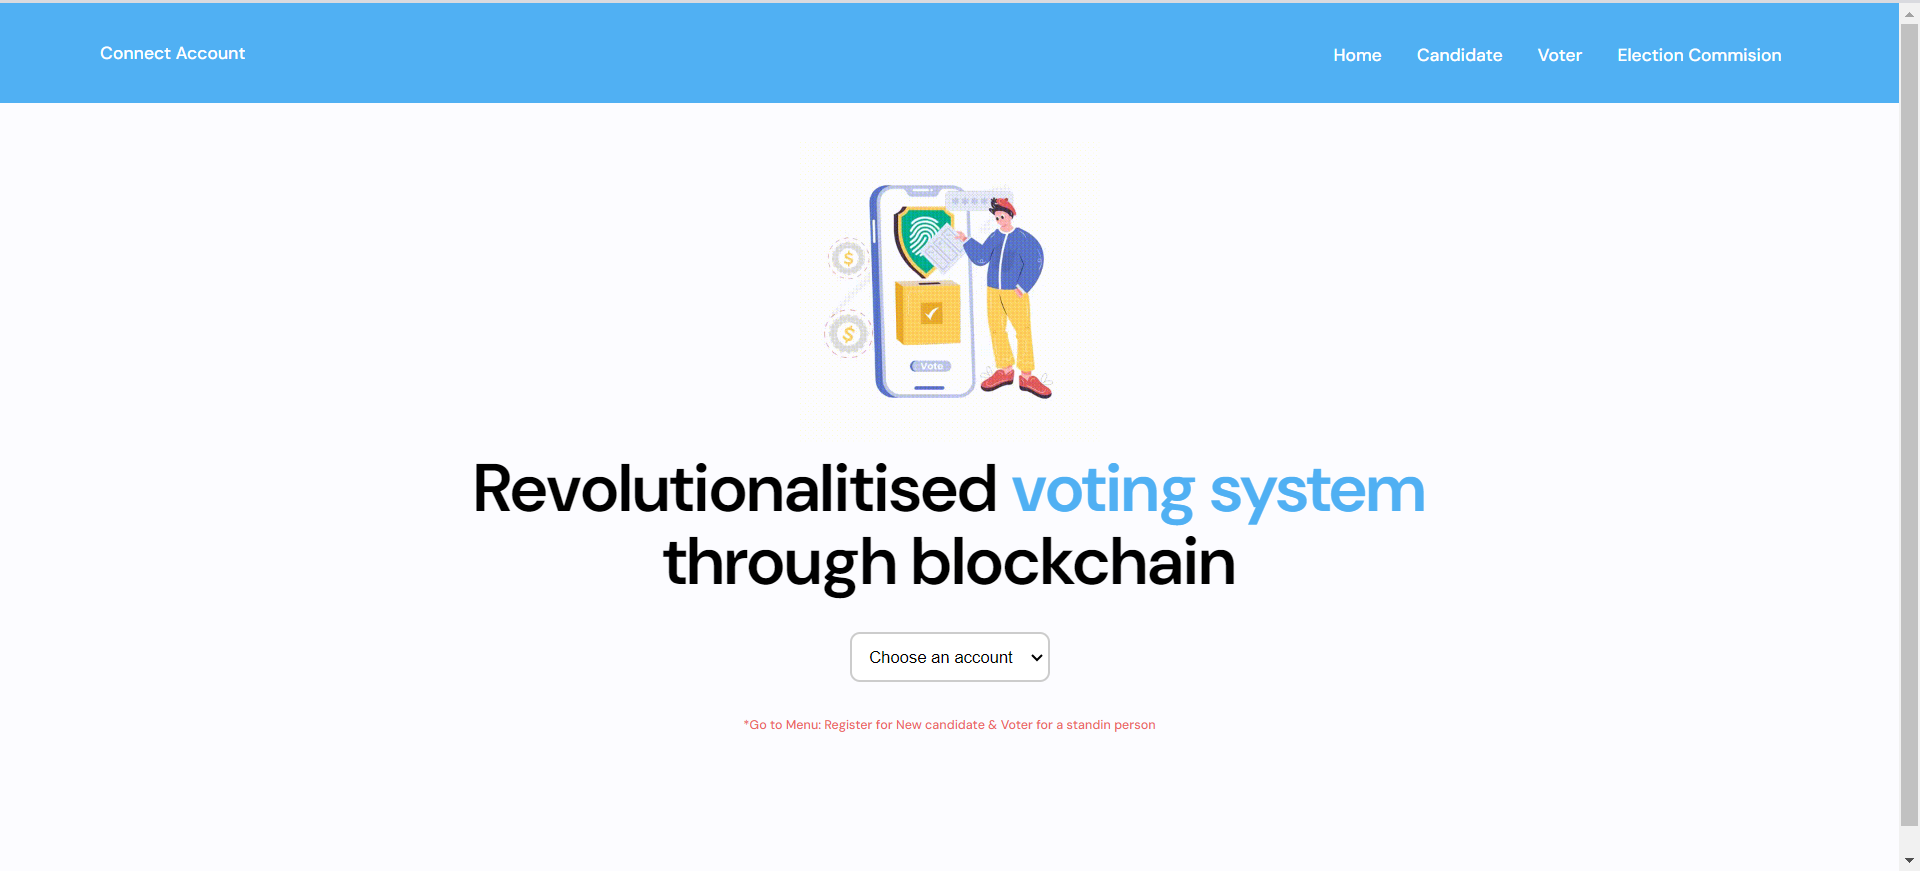 Connect Account
Home Candidate Voter Election Commision
*****
Vote
Revolutionalitised voting system
through blockchain
Choose an account
*Go to Menu: Register for New candidate & Voter for a standin person